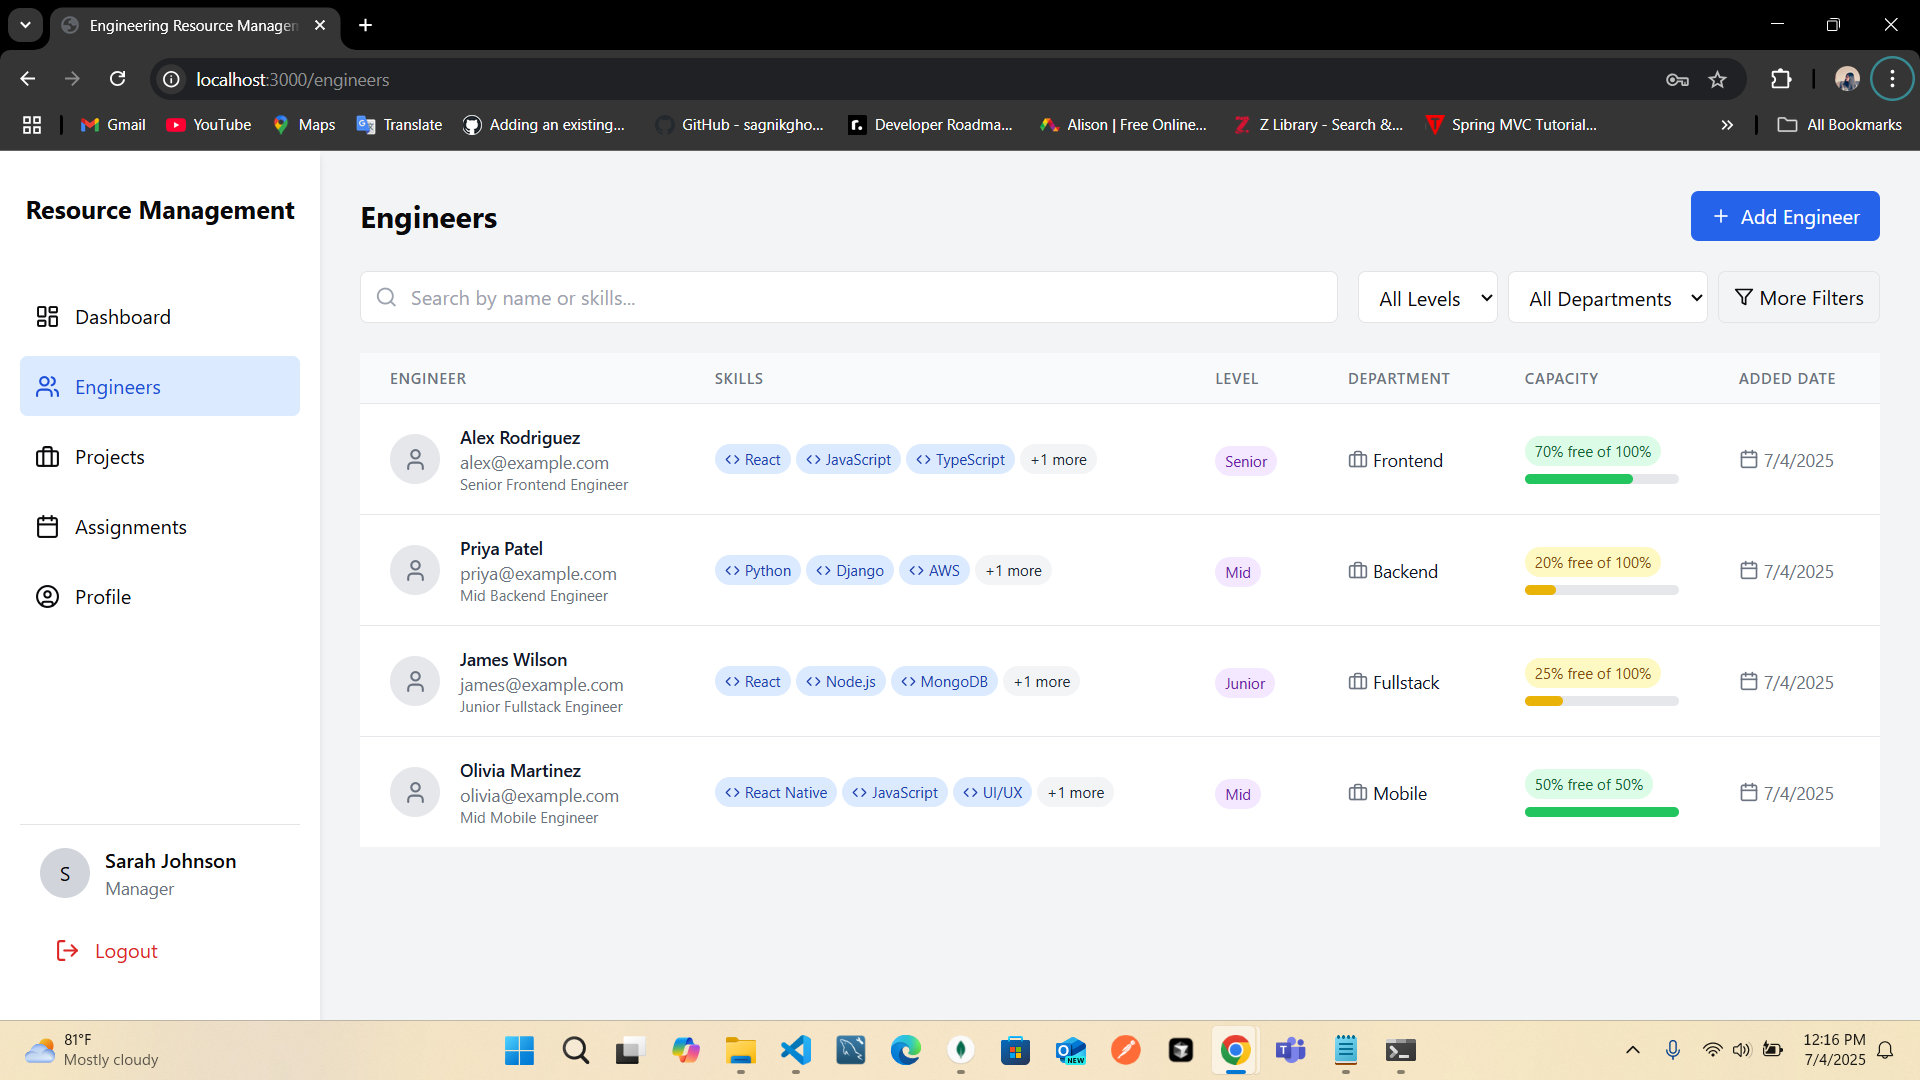 Engineering Resource Managen
localhost:3000/engineers
Gmail
YouTube
Maps
Translate
Adding an existing...
GitHub - sagnikgho...
Developer Roadma...
Alison | Free Online...
Z Library - Search &...
Spring MVC Tutorial...
All Bookmarks
Resource Management
Dashboard
Engineers
Projects
Assignments
Profile
S
Sarah Johnson
Manager
Logout
Engineers
+ Add Engineer
Search by name or skills...
All Levels
All Departments
More Filters
ENGINEER SKILLS LEVEL DEPARTMENT CAPACITY ADDED DATE
Alex Rodriguez
alex@example.com
Senior Frontend Engineer
<> React <> JavaScript <> TypeScript +1 more
Senior
Frontend
70% free of 100%
7/4/2025
Priya Patel
priya@example.com
Mid Backend Engineer
<> Python <> Django <> AWS +1 more
Mid
Backend
20% free of 100%
7/4/2025
James Wilson
james@example.com
Junior Fullstack Engineer
<> React <> Node.js <> MongoDB +1 more
Junior
Fullstack
25% free of 100%
7/4/2025
Olivia Martinez
olivia@example.com
Mid Mobile Engineer
<> React Native <> JavaScript <> UI/UX +1 more
Mid
Mobile
50% free of 50%
7/4/2025
81°F
Mostly cloudy
NEW
12:16 PM
7/4/2025